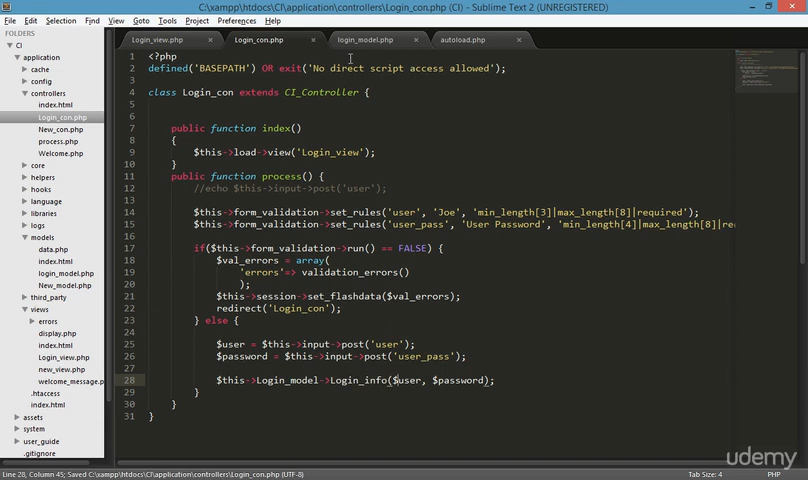 C:\xampp\htdocs\CI\application\controllers\Login_con.php (CI) - Sublime Text 2 (UNREGISTERED)
File Edit Selection Find View Goto Tools Project Preferences Help
FOLDERS
CI
application
cache
config
controllers
index.html
Login_con.php
New_con.php
process.php
Welcome.php
core
helpers
hooks
language
libraries
logs
models
data.php
index.html
login_model.php
New_model.php
third_party
views
errors
display.php
index.html
Login_view.php
new_view.php
welcome_message.p
.htaccess
index.html
assets
system
user_guide
.gitignore
Login_view.php × Login_con.php × login_model.php × autoload.php ×
1 <?php
2 defined('BASEPATH') OR exit('No direct script access allowed');
3
4 class Login_con extends CI_Controller {
5
6
7 public function index()
8 {
9 $this->load->view('Login_view');
10 }
11 public function process() {
12 //echo $this->input->post('user');
13
14 $this->form_validation->set_rules('user', 'Joe', 'min_length[3]|max_length[8]|required');
15 $this->form_validation->set_rules('user_pass', 'User Password', 'min_length[4]|max_length[8]|rec
16
17 if($this->form_validation->run() == FALSE) {
18 $val_errors = array(
19 'errors'=> validation_errors()
20 );
21 $this->session->set_flashdata($val_errors);
22 redirect('Login_con');
23 } else {
24
25 $user = $this->input->post('user');
26 $password = $this->input->post('user_pass');
27
28 $this->Login_model->Login_info($user, $password);
29 }
30 }
31 }
Line 28, Column 45; Saved C:\xampp\htdocs\CI\application\controllers\Login_con.php (UTF-8) Tab Size: 4 PHP
udemy